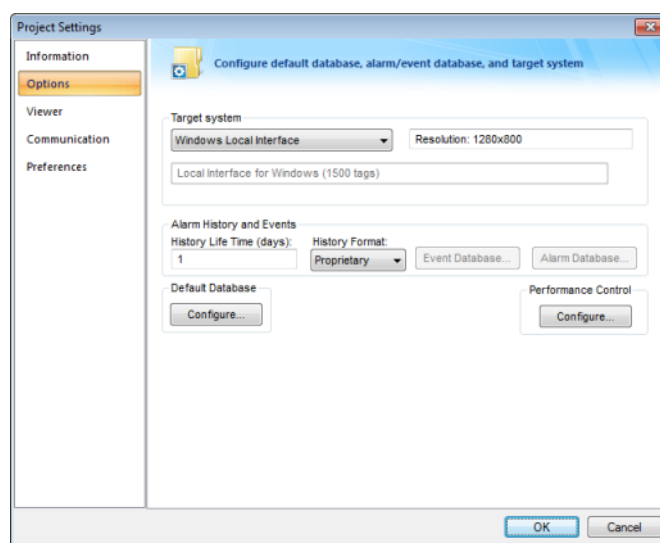 Project Settings
Information
Options
Viewer
Communication
Preferences
Configure default database, alarm/event database, and target system
Target system
Windows Local Interface
Resolution: 1280x800
Local Interface for Windows (1500 tags)
Alarm History and Events
History Life Time (days):
History Format:
1
Proprietary
Event Database...
Alarm Database...
Default Database
Performance Control
Configure...
Configure...
OK
Cancel